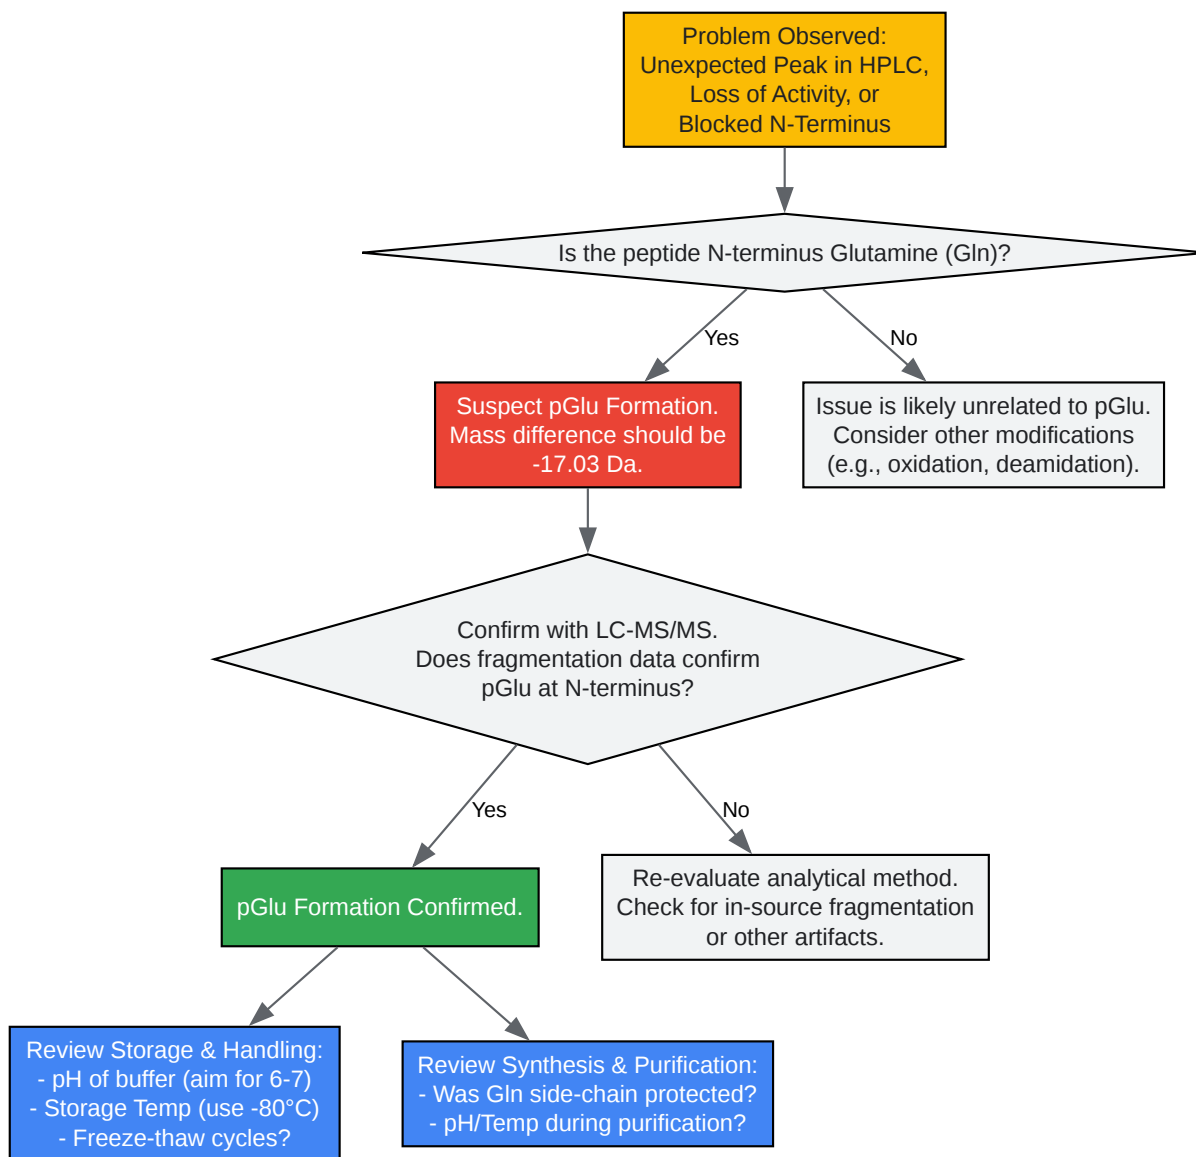 Problem Observed:
Unexpected Peak in HPLC,
Loss of Activity, or
Blocked N-Terminus
Is the peptide N-terminus Glutamine (Gln)?
Yes
No
Suspect pGlu Formation.
Mass difference should be
-17.03 Da.
Issue is likely unrelated to pGlu.
Consider other modifications
(e.g., oxidation, deamidation).
Confirm with LC-MS/MS.
Does fragmentation data confirm
pGlu at N-terminus?
Yes
No
pGlu Formation Confirmed.
Re-evaluate analytical method.
Check for in-source fragmentation
or other artifacts.
Review Storage & Handling:
- pH of buffer (aim for 6-7)
- Storage Temp (use -80°C)
- Freeze-thaw cycles?
Review Synthesis & Purification:
- Was Gln side-chain protected?
- pH/Temp during purification?